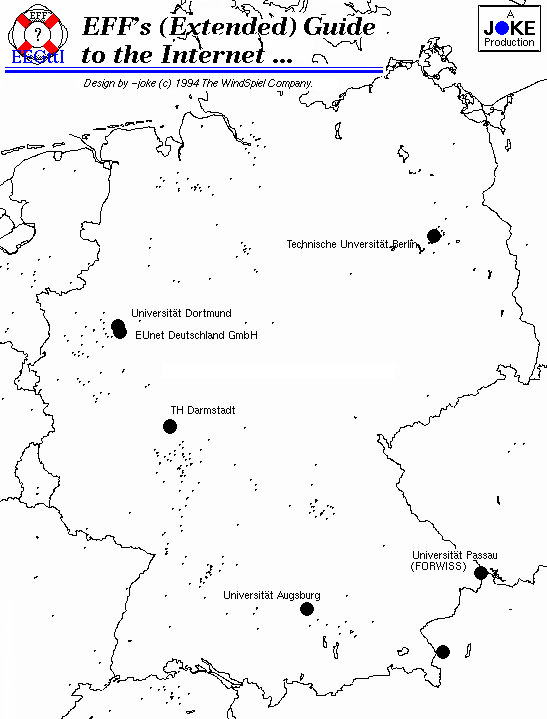 EFF
?
EEGttI
EFF's (Extended) Guide
to the Internet ...
A
JOKE
Production
Design by ~joke (c) 1994 The WindSpiel Company.
Technische Unversität Berlin
Universität Dortmund
EUnet Deutschland GmbH
TH Darmstadt
Universität Passau
(FORWISS)
Universität Augsburg